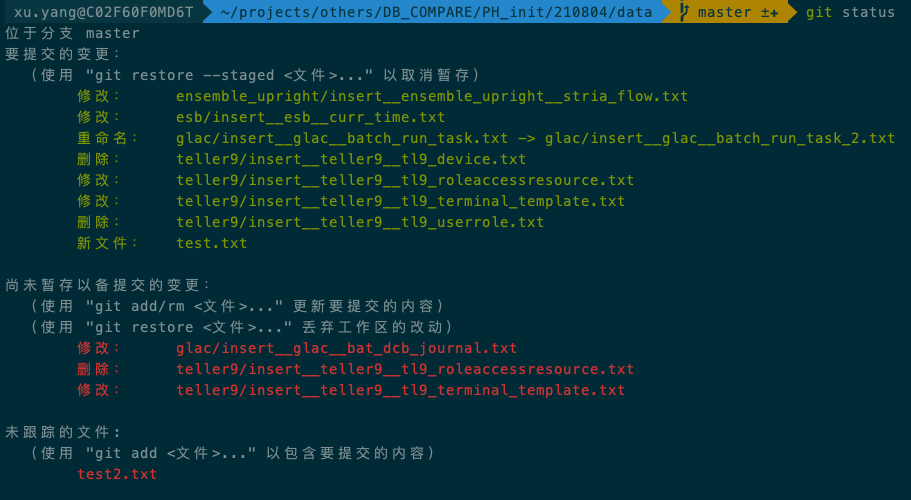 xu.yang@C02F60F0MD6T ~/projects/others/DB_COMPARE/PH_init/210804/data master ±✚ git status
位于分支 master
要提交的变更：
（使用 "git restore --staged <文件>..." 以取消暂存）
修改： ensemble_upright/insert__ensemble_upright__stria_flow.txt
修改： esb/insert__esb__curr_time.txt
重命名： glac/insert__glac__batch_run_task.txt -> glac/insert__glac__batch_run_task_2.txt
删除： teller9/insert__teller9__tl9_device.txt
修改： teller9/insert__teller9__tl9_roleaccessresource.txt
修改： teller9/insert__teller9__tl9_terminal_template.txt
删除： teller9/insert__teller9__tl9_userrole.txt
新文件： test.txt
尚未暂存以备提交的变更：
（使用 "git add/rm <文件>..." 更新要提交的内容）
（使用 "git restore <文件>..." 丢弃工作区的改动）
修改： glac/insert__glac__bat_dcb_journal.txt
删除： teller9/insert__teller9__tl9_roleaccessresource.txt
修改： teller9/insert__teller9__tl9_terminal_template.txt
未跟踪的文件:
（使用 "git add <文件>..." 以包含要提交的内容）
test2.txt